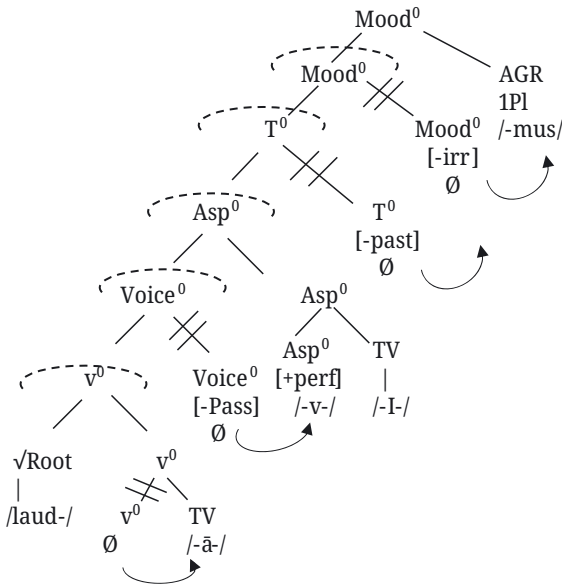 Mood⁰
Mood⁰ AGR
1Pl
T⁰ Mood⁰ /-mus/
[-irr]
Ø
Asp⁰ T⁰
[-past]
Ø
Voice⁰ Asp⁰
v⁰ Voice⁰ Asp⁰ TV
[-Pass] [+perf]
Ø /-v-/ /-I-/
√Root v⁰
/laud-/ v⁰ TV
Ø /-ā-/